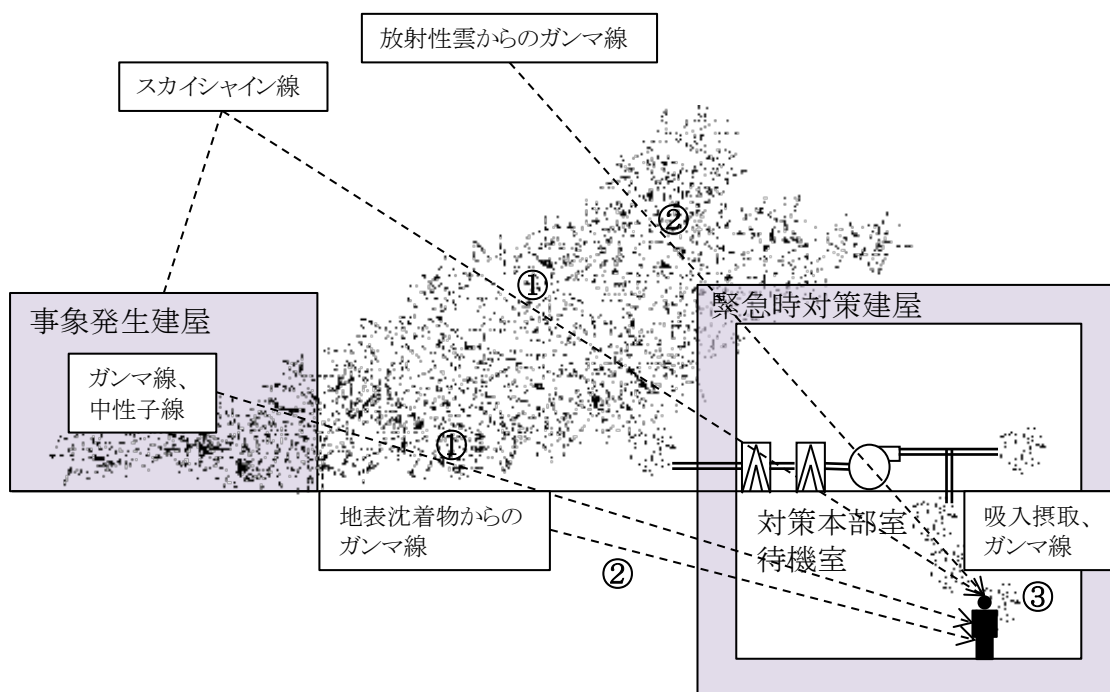 放射性雲からのガンマ線
スカイシャイン線
②
①
事象発生建屋
緊急時対策建屋
ガンマ線、
中性子線
①
地表沈着物からの
ガンマ線
対策本部室
待機室
吸入摂取、
ガンマ線
②
③